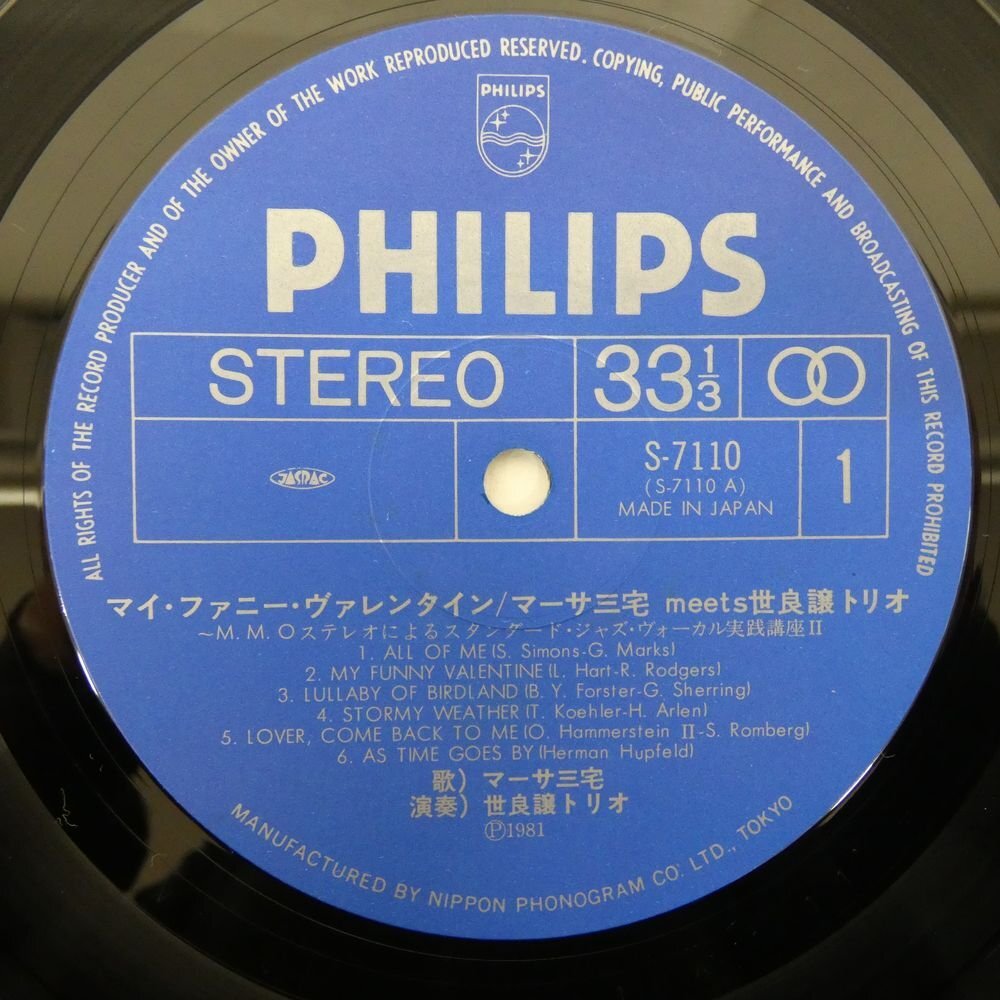 ALL RIGHTS OF THE RECORD PRODUCER AND OF THE OWNER OF THE WORK REPRODUCED RESERVED. COPYING, PUBLIC PERFORMANCE AND BROADCASTING OF THIS RECORD PROHIBITED
PHILIPS
PHILIPS
STEREO 33 1/3
JASRAC
S-7110
(S-7110 A)
MADE IN JAPAN
1
マイ・ファニー・ヴァレンタイン/マーサ三宅 meets世良譲トリオ
~M.M.Oステレオによるスタンダード・ジャズ・ヴォーカル実践講座II
1. ALL OF ME(S. Simons-G. Marks)
2. MY FUNNY VALENTINE(L. Hart-R. Rodgers)
3. LULLABY OF BIRDLAND(B. Y. Forster-G. Sherring)
4. STORMY WEATHER(T. Koehler-H. Arlen)
5. LOVER, COME BACK TO ME(O. Hammerstein II-S. Romberg)
6. AS TIME GOES BY(Herman Hupfeld)
歌) マーサ三宅
演奏) 世良譲トリオ
℗1981
MANUFACTURED BY NIPPON PHONOGRAM CO. LTD., TOKYO